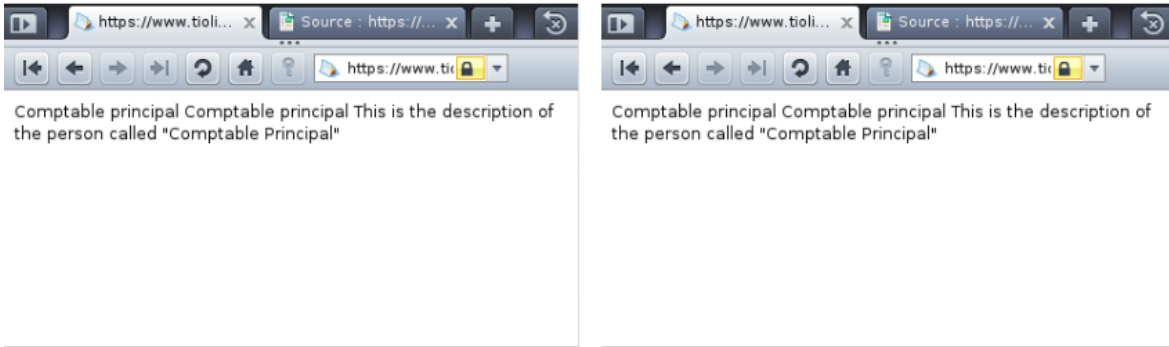 https://www.tioli... Source : https://...
https://www.tic
Comptable principal Comptable principal This is the description of
the person called "Comptable Principal"
https://www.tioli... Source : https://...
https://www.tic
Comptable principal Comptable principal This is the description of
the person called "Comptable Principal"